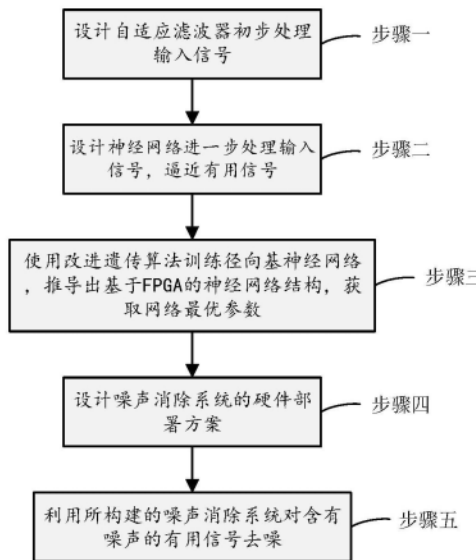 设计自适应滤波器初步处理
输入信号
步骤一
设计神经网络进一步处理输入
信号，逼近有用信号
步骤二
使用改进遗传算法训练径向基神经网络
，推导出基于FPGA的神经网络结构，获
取网络最优参数
步骤三
设计噪声消除系统的硬件部
署方案
步骤四
利用所构建的噪声消除系统对含有
噪声的有用信号去噪
步骤五